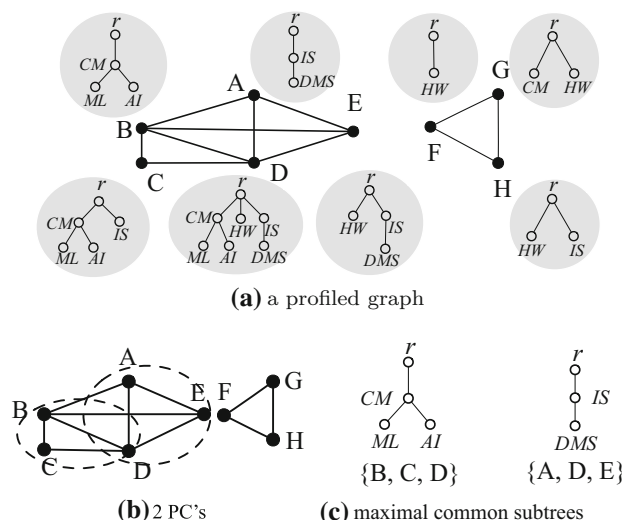 r
CM
ML AI
r
IS
DMS
r
HW
r
CM HW
A
B
C
D
E
F
G
H
r
CM
IS
ML AI
r
CM
HW
IS
ML AI
DMS
r
HW
IS
DMS
r
HW IS
(a) a profiled graph
A
B
C
D
E
F
G
H
r
CM
ML AI
{B, C, D}
r
IS
DMS
{A, D, E}
(b) 2 PC's
(c) maximal common subtrees